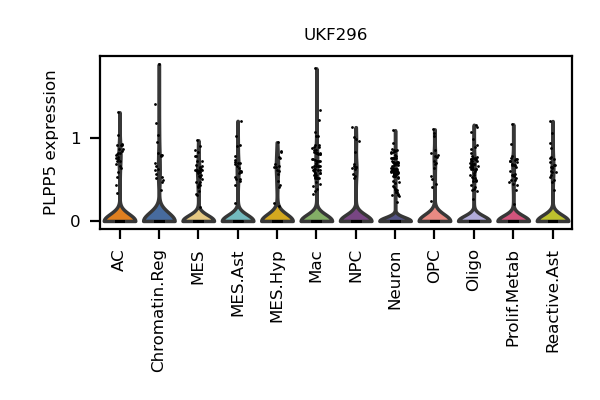 UKF296
PLPP5 expression
1
0
AC
Chromatin.Reg
MES
MES.Ast
MES.Hyp
Mac
NPC
Neuron
OPC
Oligo
Prolif.Metab
Reactive.Ast